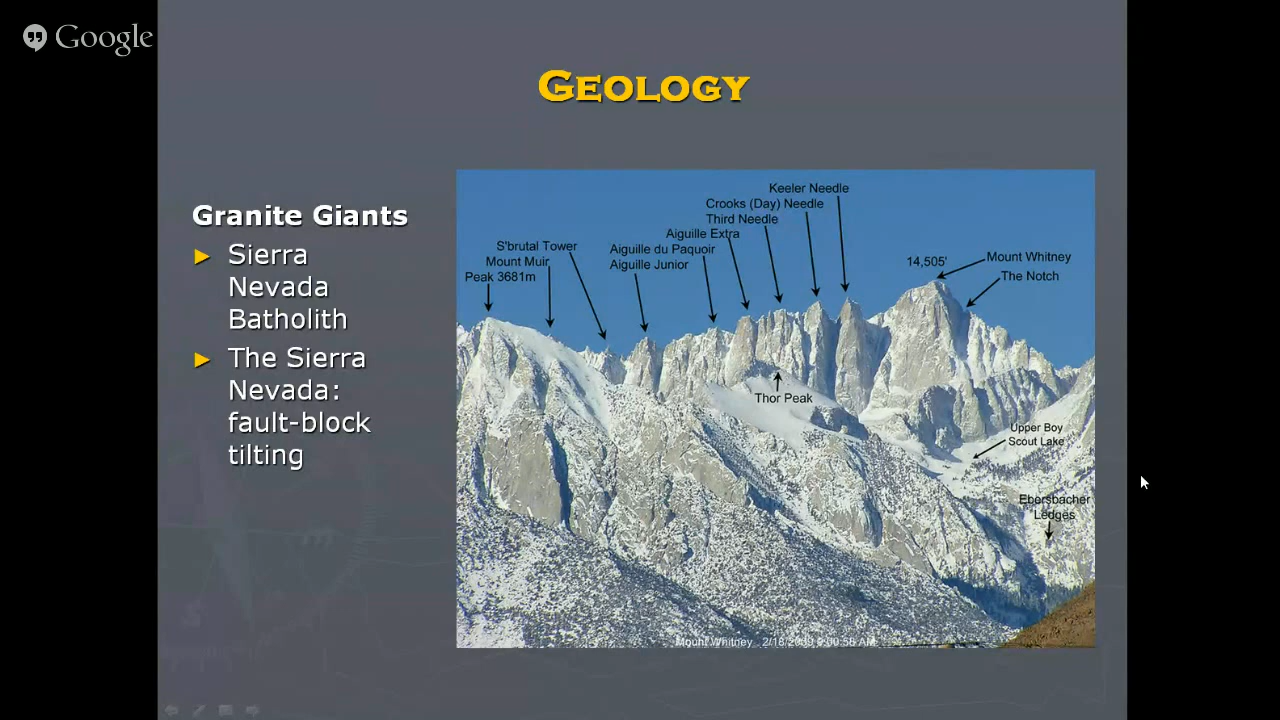 Google
Geology
Granite Giants
Sierra
Nevada
Batholith
The Sierra
Nevada:
fault-block
tilting
Keeler Needle
Crooks (Day) Needle
Third Needle
Aiguille Extra
S'brutal Tower
Aiguille du Paquoir
Mount Muir
Aiguille Junior
Peak 3681m
14,505'
Mount Whitney
The Notch
Thor Peak
Upper Boy
Scout Lake
Ebersbacher
Ledges
Mount Whitney